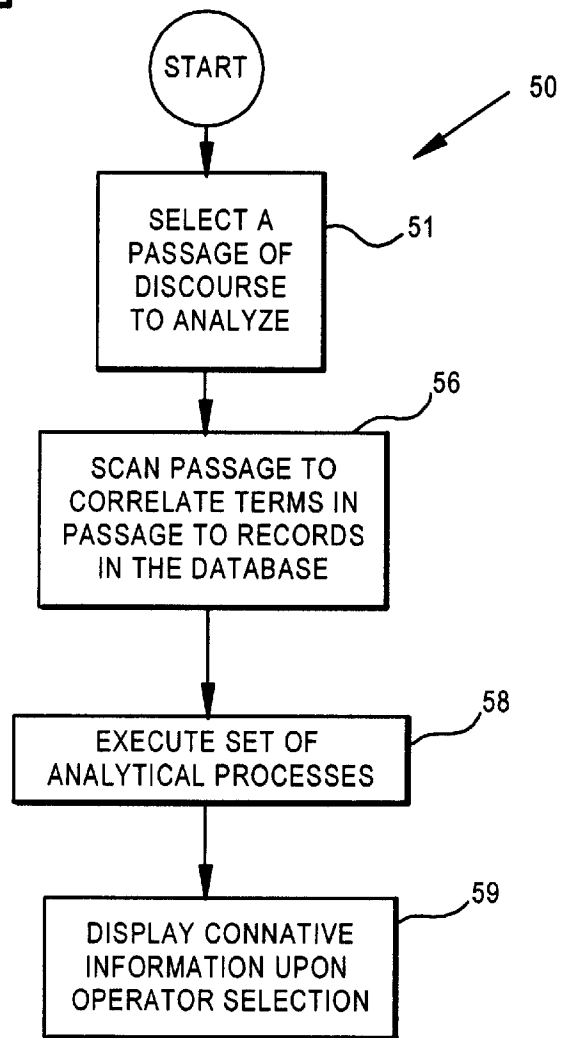 START
50
SELECT A
PASSAGE OF
DISCOURSE
TO ANALYZE
51
56
SCAN PASSAGE TO
CORRELATE TERMS IN
PASSAGE TO RECORDS
IN THE DATABASE
58
EXECUTE SET OF
ANALYTICAL PROCESSES
59
DISPLAY CONNATIVE
INFORMATION UPON
OPERATOR SELECTION